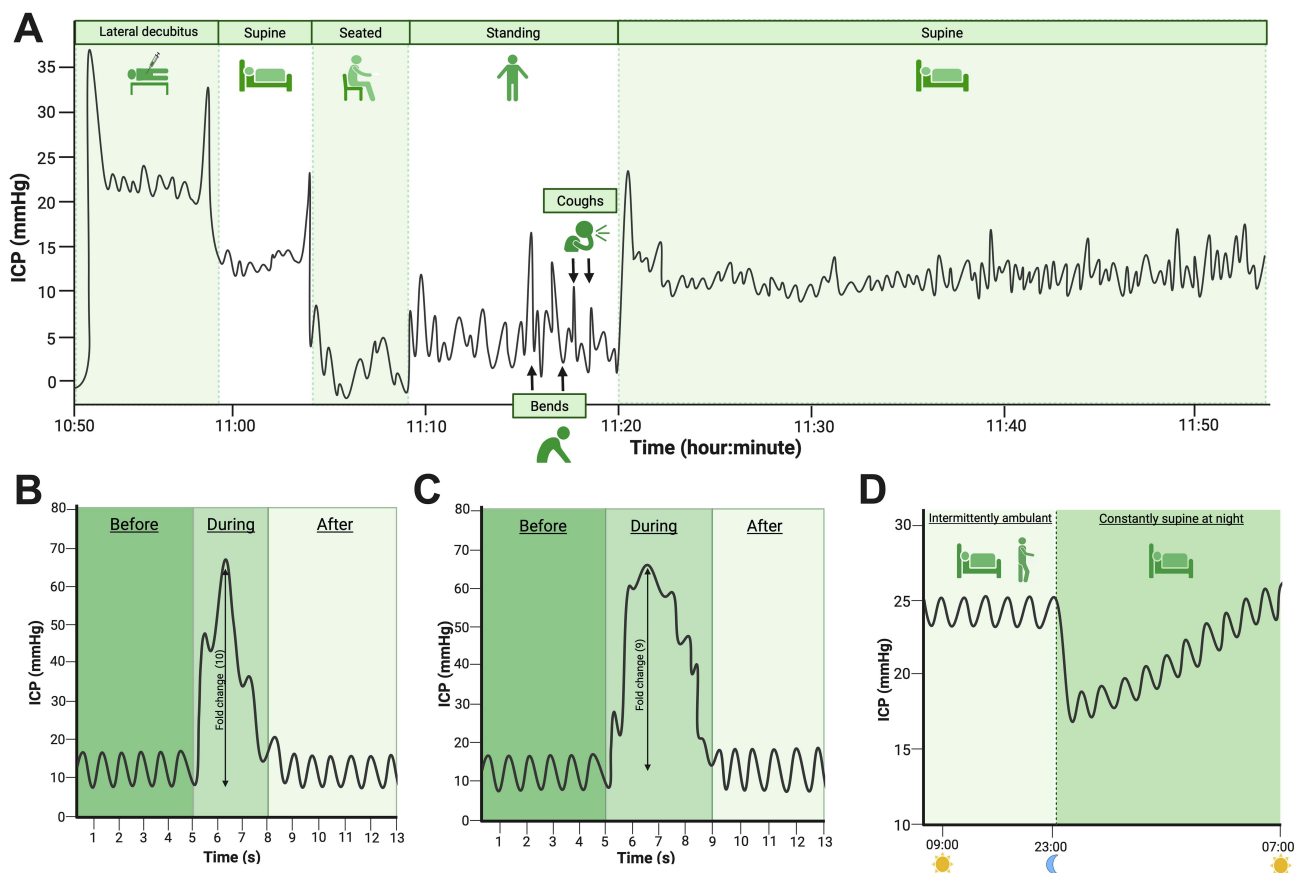 A
Lateral decubitus
Supine
Seated
Standing
Supine
ICP (mmHg)
35
30
25
20
15
10
5
0
Coughs
Bends
10:50
11:00
11:10
11:20
11:30
11:40
11:50
Time (hour:minute)
B
ICP (mmHg)
80
70
60
50
40
30
20
10
0
Before
During
After
Fold change (10)
1
2
3
4
5
6
7
8
9
10
11
12
13
Time (s)
C
ICP (mmHg)
80
70
60
50
40
30
20
10
0
Before
During
After
Fold change (9)
1
2
3
4
5
6
7
8
9
10
11
12
13
Time (s)
D
ICP (mmHg)
30
25
20
15
10
Intermittently ambulant
Constantly supine at night
09:00
23:00
07:00